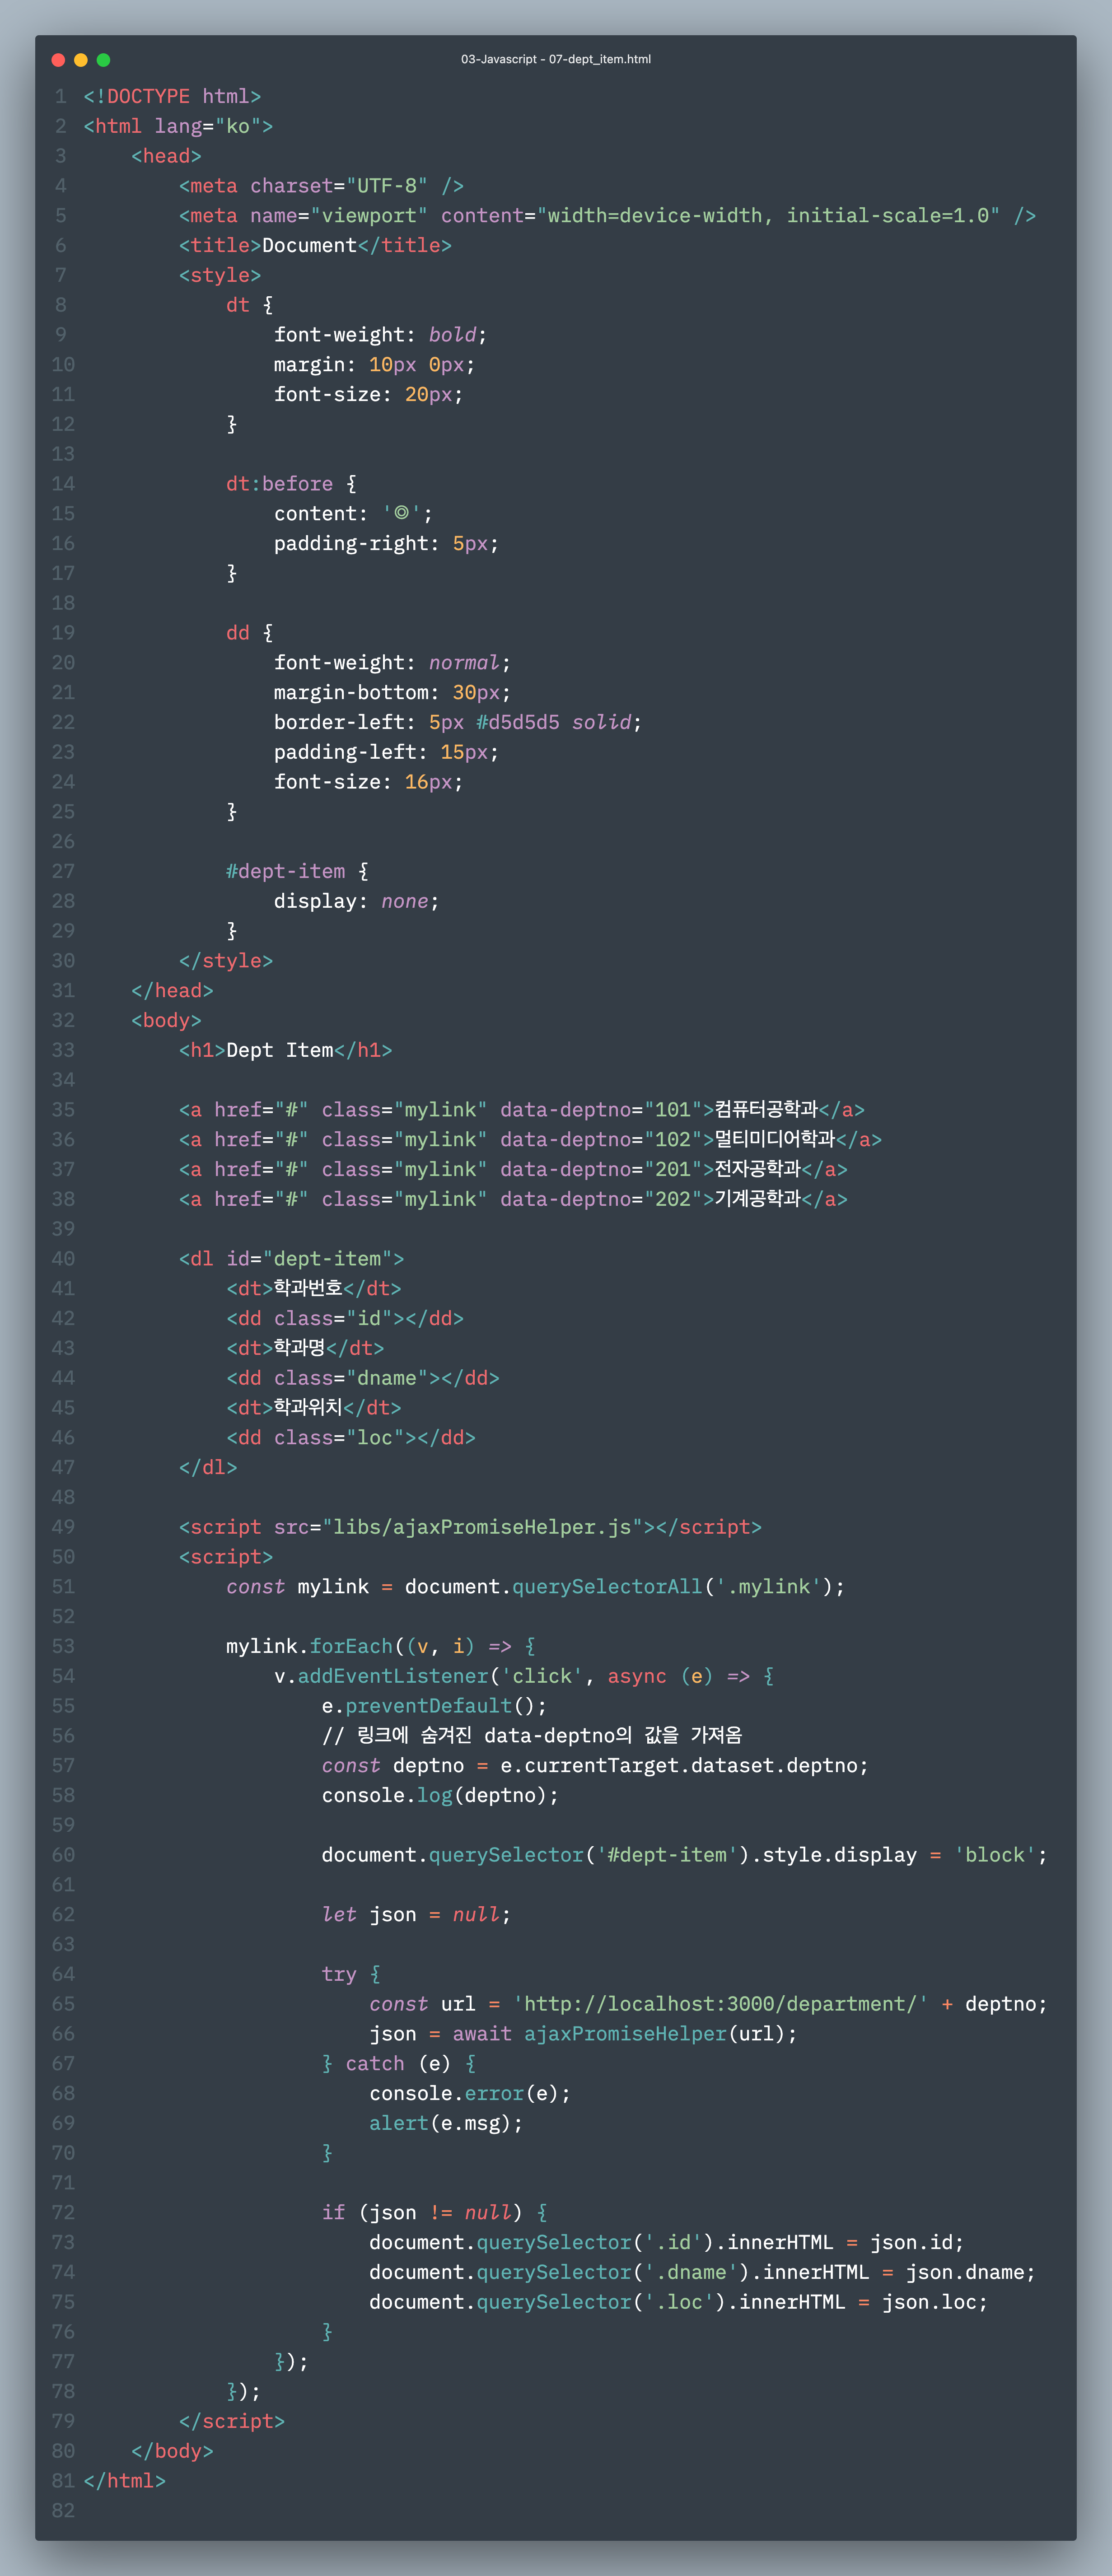 03-Javascript - 07-dept_item.html
1 <!DOCTYPE html>
2 <html lang="ko">
3     <head>
4         <meta charset="UTF-8" />
5         <meta name="viewport" content="width=device-width, initial-scale=1.0" />
6         <title>Document</title>
7         <style>
8             dt {
9                 font-weight: bold;
10                 margin: 10px 0px;
11                 font-size: 20px;
12             }
13
14             dt:before {
15                 content: '◎';
16                 padding-right: 5px;
17             }
18
19             dd {
20                 font-weight: normal;
21                 margin-bottom: 30px;
22                 border-left: 5px #d5d5d5 solid;
23                 padding-left: 15px;
24                 font-size: 16px;
25             }
26
27             #dept-item {
28                 display: none;
29             }
30         </style>
31     </head>
32     <body>
33         <h1>Dept Item</h1>
34
35         <a href="#" class="mylink" data-deptno="101">컴퓨터공학과</a>
36         <a href="#" class="mylink" data-deptno="102">멀티미디어학과</a>
37         <a href="#" class="mylink" data-deptno="201">전자공학과</a>
38         <a href="#" class="mylink" data-deptno="202">기계공학과</a>
39
40         <dl id="dept-item">
41             <dt>학과번호</dt>
42             <dd class="id"></dd>
43             <dt>학과명</dt>
44             <dd class="dname"></dd>
45             <dt>학과위치</dt>
46             <dd class="loc"></dd>
47         </dl>
48
49         <script src="libs/ajaxPromiseHelper.js"></script>
50         <script>
51             const mylink = document.querySelectorAll('.mylink');
52
53             mylink.forEach((v, i) => {
54                 v.addEventListener('click', async (e) => {
55                     e.preventDefault();
56                     // 링크에 숨겨진 data-deptno의 값을 가져옴
57                     const deptno = e.currentTarget.dataset.deptno;
58                     console.log(deptno);
59
60                     document.querySelector('#dept-item').style.display = 'block';
61
62                     let json = null;
63
64                     try {
65                         const url = 'http://localhost:3000/department/' + deptno;
66                         json = await ajaxPromiseHelper(url);
67                     } catch (e) {
68                         console.error(e);
69                         alert(e.msg);
70                     }
71
72                     if (json != null) {
73                         document.querySelector('.id').innerHTML = json.id;
74                         document.querySelector('.dname').innerHTML = json.dname;
75                         document.querySelector('.loc').innerHTML = json.loc;
76                     }
77                 });
78             });
79         </script>
80     </body>
81 </html>
82